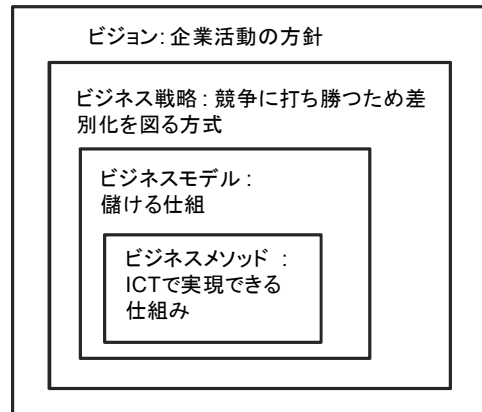 ビジョン：企業活動の方針
ビジネス戦略：競争に打ち勝つため差
別化を図る方式
ビジネスモデル：
儲ける仕組
ビジネスメソッド ：
ICTで実現できる
仕組み